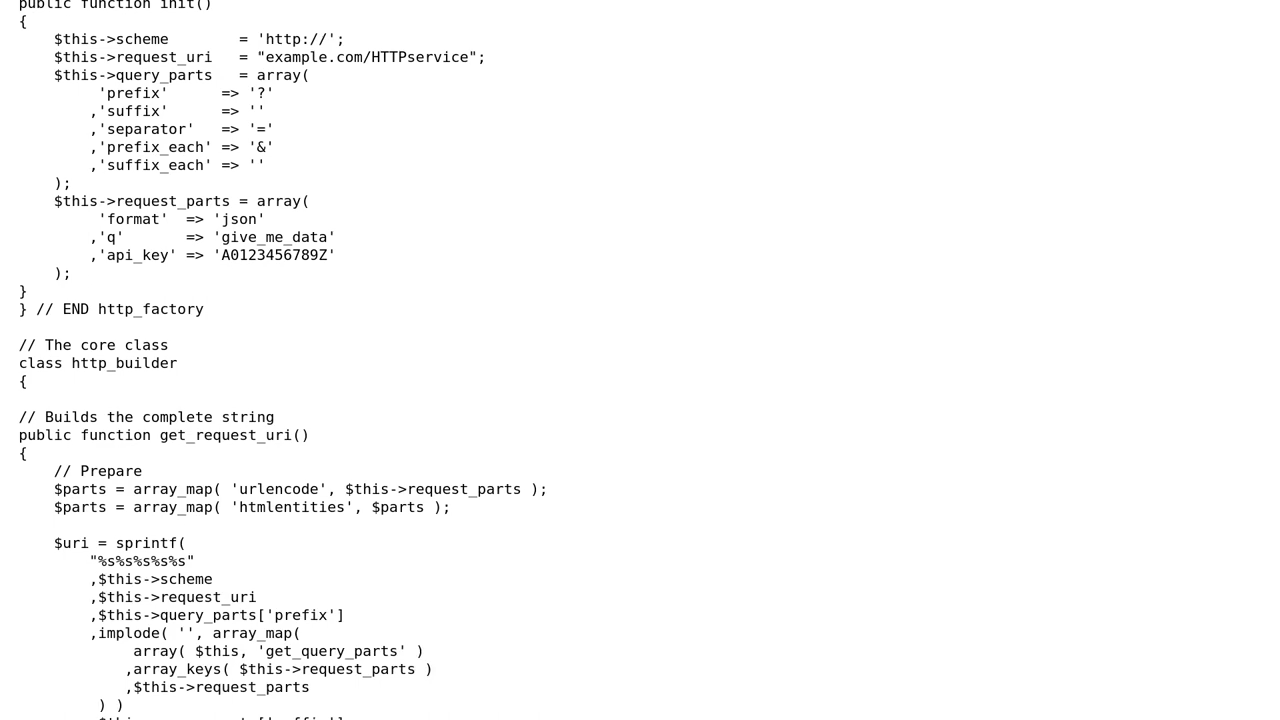 public function init()
{
    $this->scheme        = 'http://';
    $this->request_uri   = "example.com/HTTPservice";
    $this->query_parts   = array(
         'prefix'      => '?'
        ,'suffix'      => ''
        ,'separator'   => '='
        ,'prefix_each' => '&'
        ,'suffix_each' => ''
    );
    $this->request_parts = array(
         'format'  => 'json'
        ,'q'       => 'give_me_data'
        ,'api_key' => 'A0123456789Z'
    );
}
} // END http_factory

// The core class
class http_builder
{

// Builds the complete string
public function get_request_uri()
{
    // Prepare
    $parts = array_map( 'urlencode', $this->request_parts );
    $parts = array_map( 'htmlentities', $parts );

    $uri = sprintf(
        "%s%s%s%s%s"
        ,$this->scheme
        ,$this->request_uri
        ,$this->query_parts['prefix']
        ,implode( '', array_map(
             array( $this, 'get_query_parts' )
            ,array_keys( $this->request_parts )
            ,$this->request_parts
         ) )